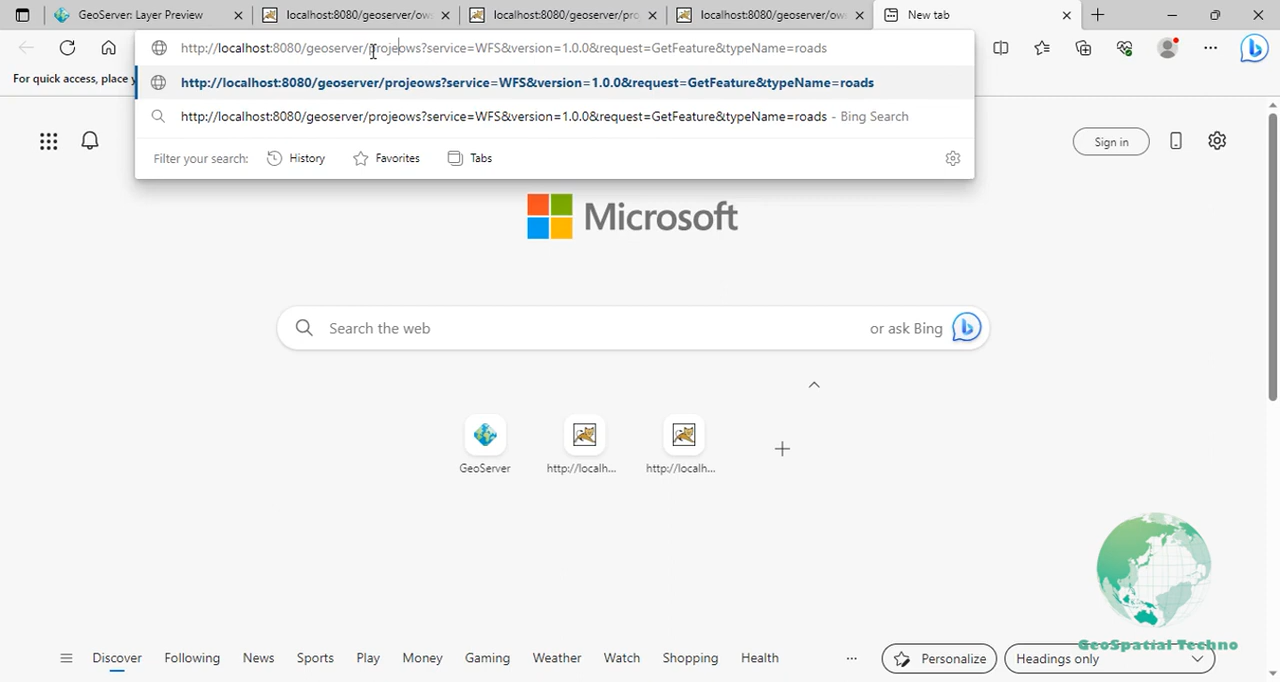 GeoServer: Layer Preview
localhost:8080/geoserver/ow
localhost:8080/geoserver/pro
localhost:8080/geoserver/ow
New tab
http://localhost:8080/geoserver/projeows?service=WFS&version=1.0.0&request=GetFeature&typeName=roads
For quick access, place y
http://localhost:8080/geoserver/projeows?service=WFS&version=1.0.0&request=GetFeature&typeName=roads
http://localhost:8080/geoserver/projeows?service=WFS&version=1.0.0&request=GetFeature&typeName=roads - Bing Search
Filter your search: History Favorites Tabs
Sign in
Microsoft
Search the web or ask Bing
GeoServer http://localh... http://localh...
GeoSpatial Techno
Discover Following News Sports Play Money Gaming Weather Watch Shopping Health ... Personalize Headings only